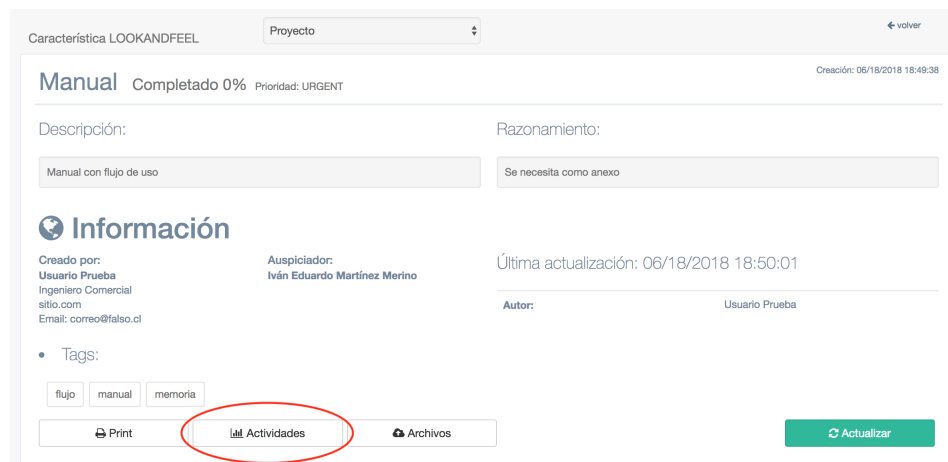 Característica LOOKANDFEEL
Proyecto
volver
Manual Completado 0% Prioridad: URGENT
Creación: 06/18/2018 18:49:38
Descripción:
Manual con flujo de uso
Razonamiento:
Se necesita como anexo
Información
Creado por:
Usuario Prueba
Ingeniero Comercial
sitio.com
Email: correo@falso.cl
Auspiciador:
Iván Eduardo Martínez Merino
Última actualización: 06/18/2018 18:50:01
Autor: Usuario Prueba
Tags:
flujo manual memoria
Print Actividades Archivos Actualizar